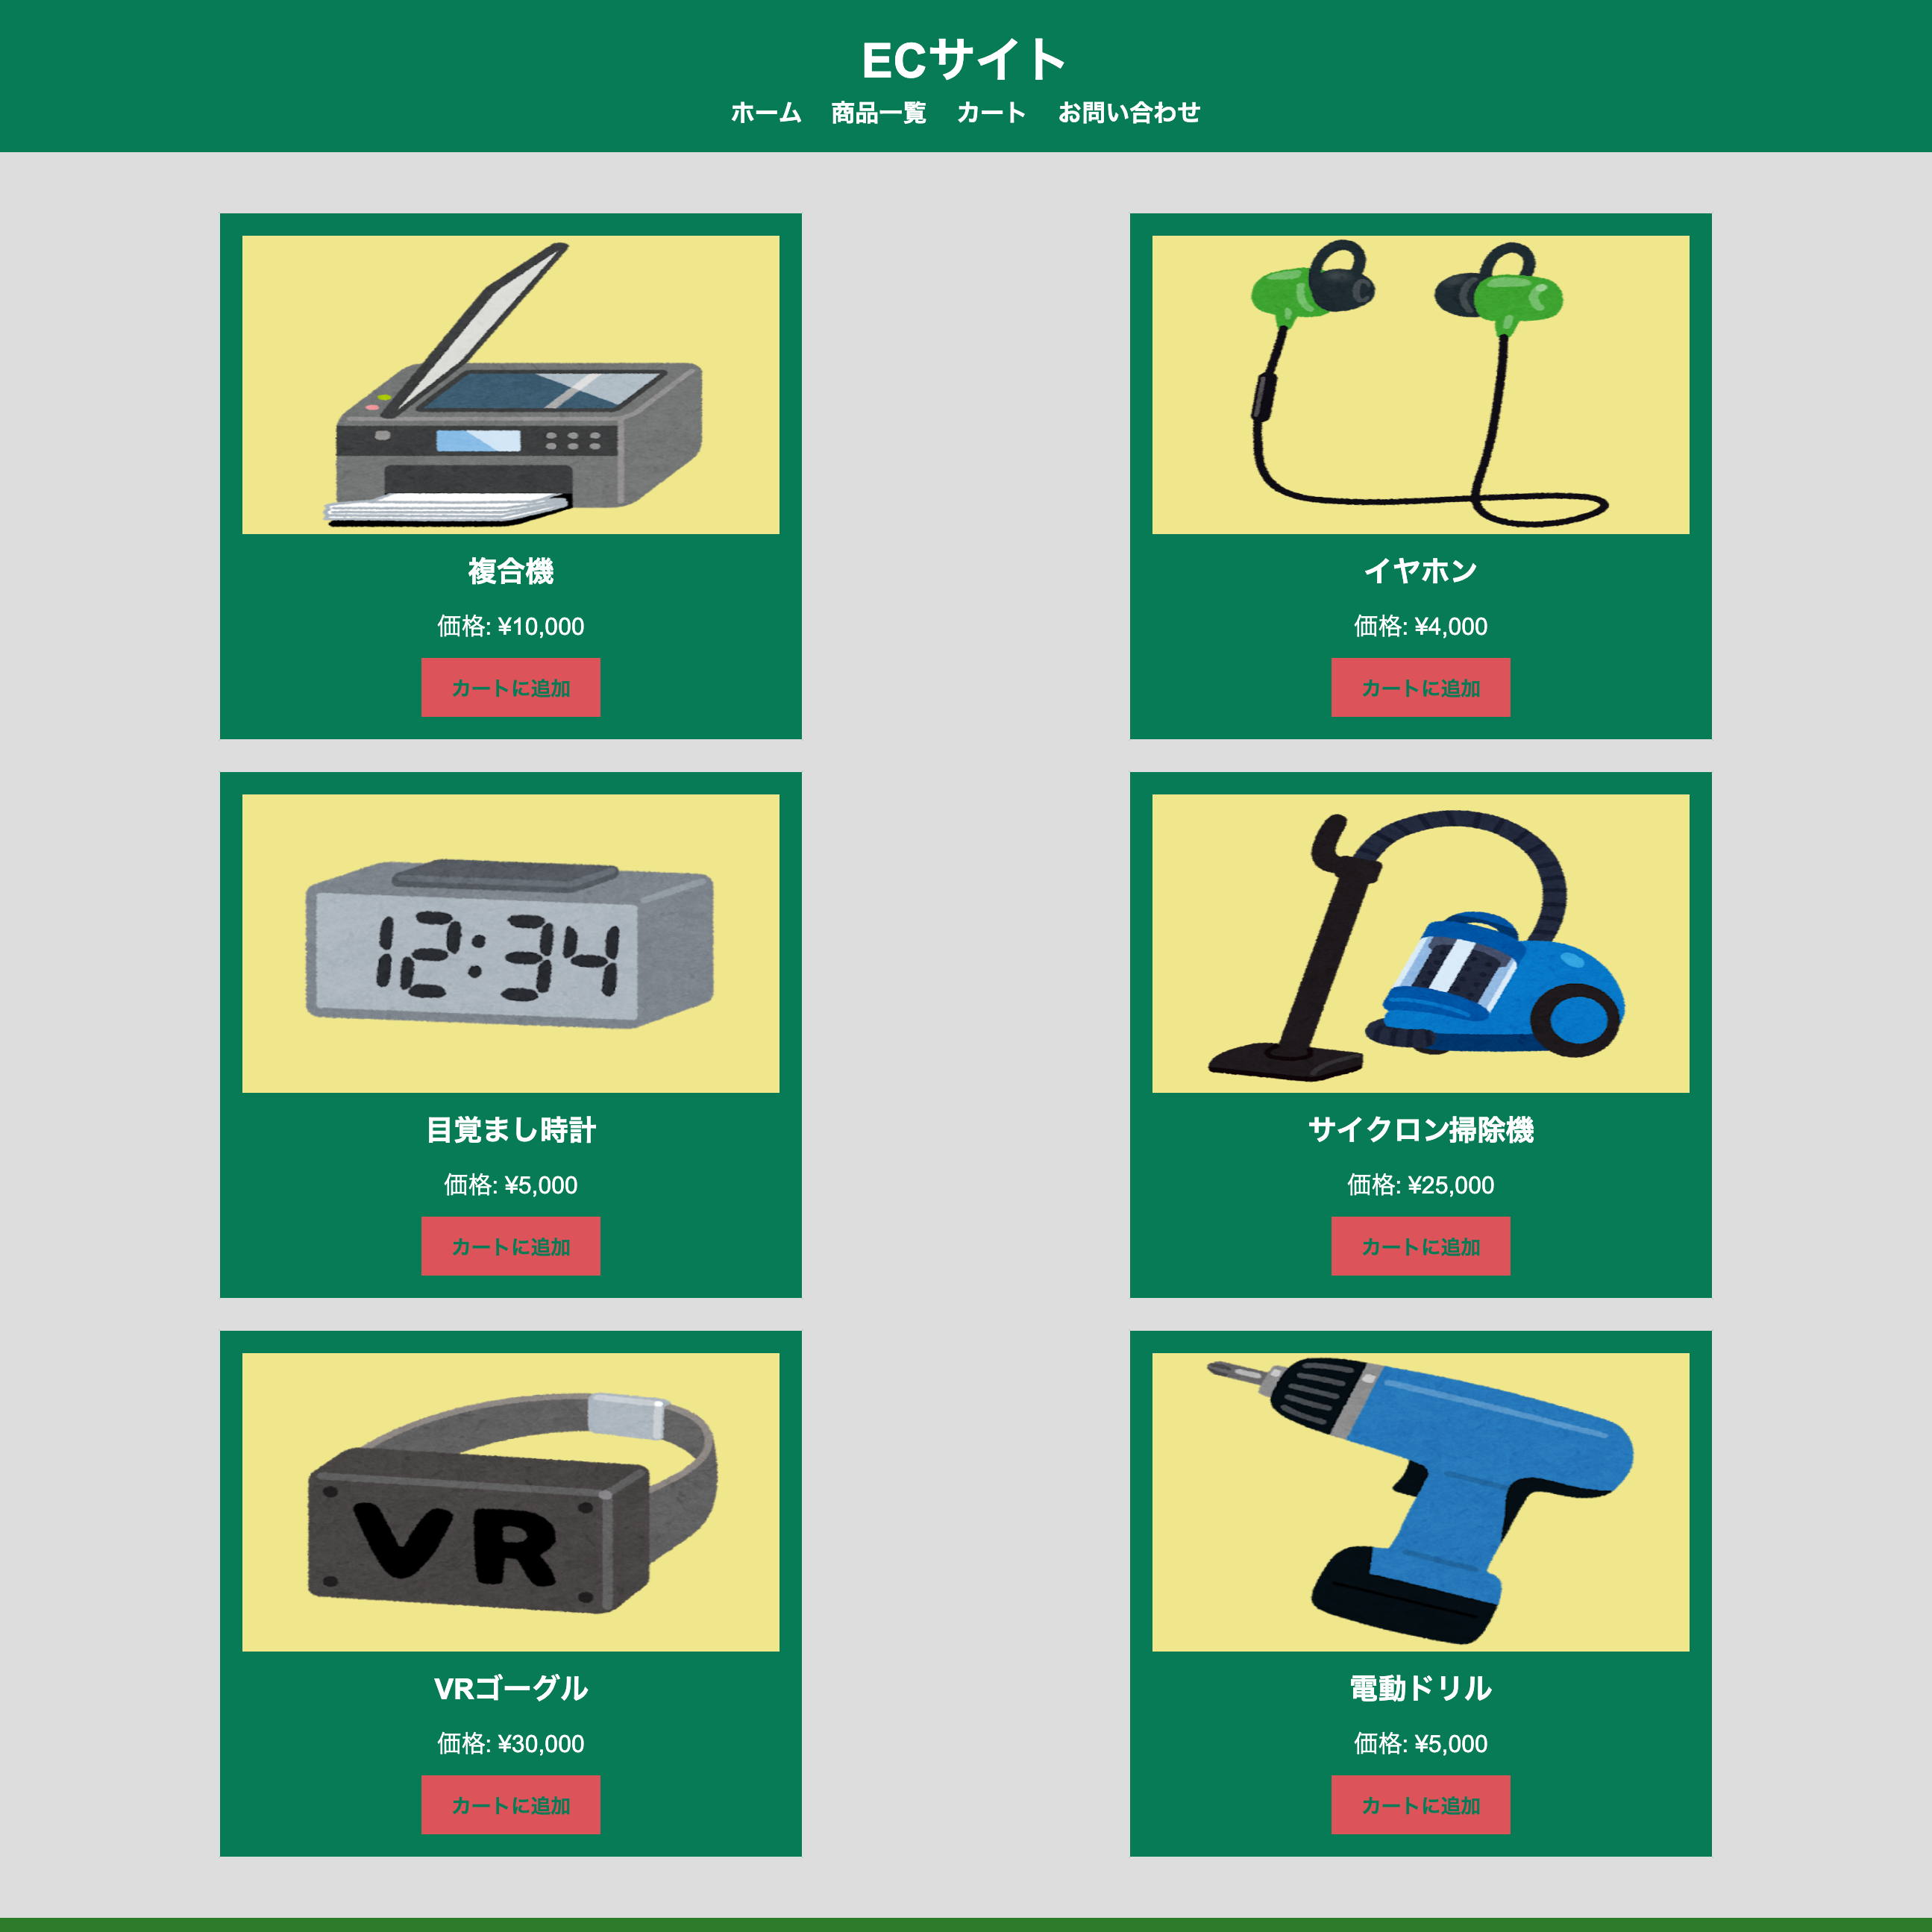 ECサイト
ホーム 商品一覧 カート お問い合わせ
複合機
価格: ¥10,000
カートに追加
イヤホン
価格: ¥4,000
カートに追加
12:34
目覚まし時計
価格: ¥5,000
カートに追加
サイクロン掃除機
価格: ¥25,000
カートに追加
VR
VRゴーグル
価格: ¥30,000
カートに追加
電動ドリル
価格: ¥5,000
カートに追加